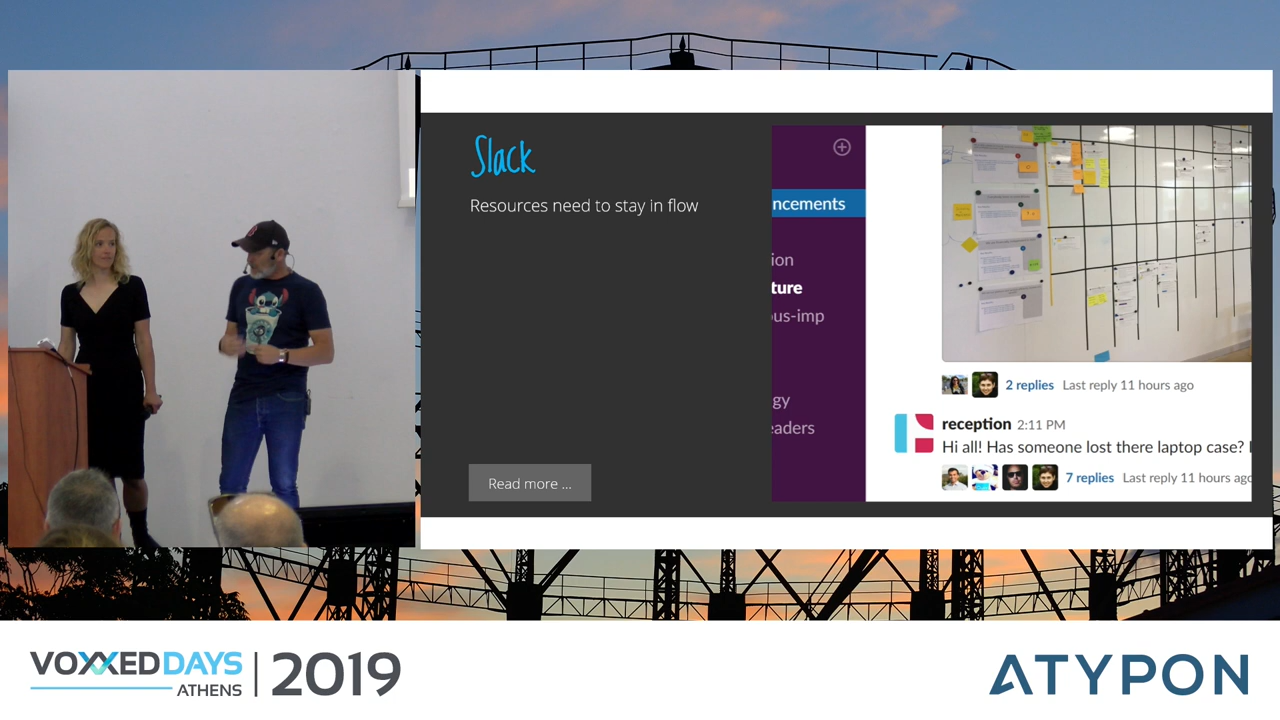 Slack
Resources need to stay in flow
Read more ...
ncements
ion
ture
ous-imp
gy
eaders
2 replies Last reply 11 hours ago
reception 2:11 PM
Hi all! Has someone lost there laptop case?
7 replies Last reply 11 hours ago
VOXXED DAYS
ATHENS
2019
ATYPON